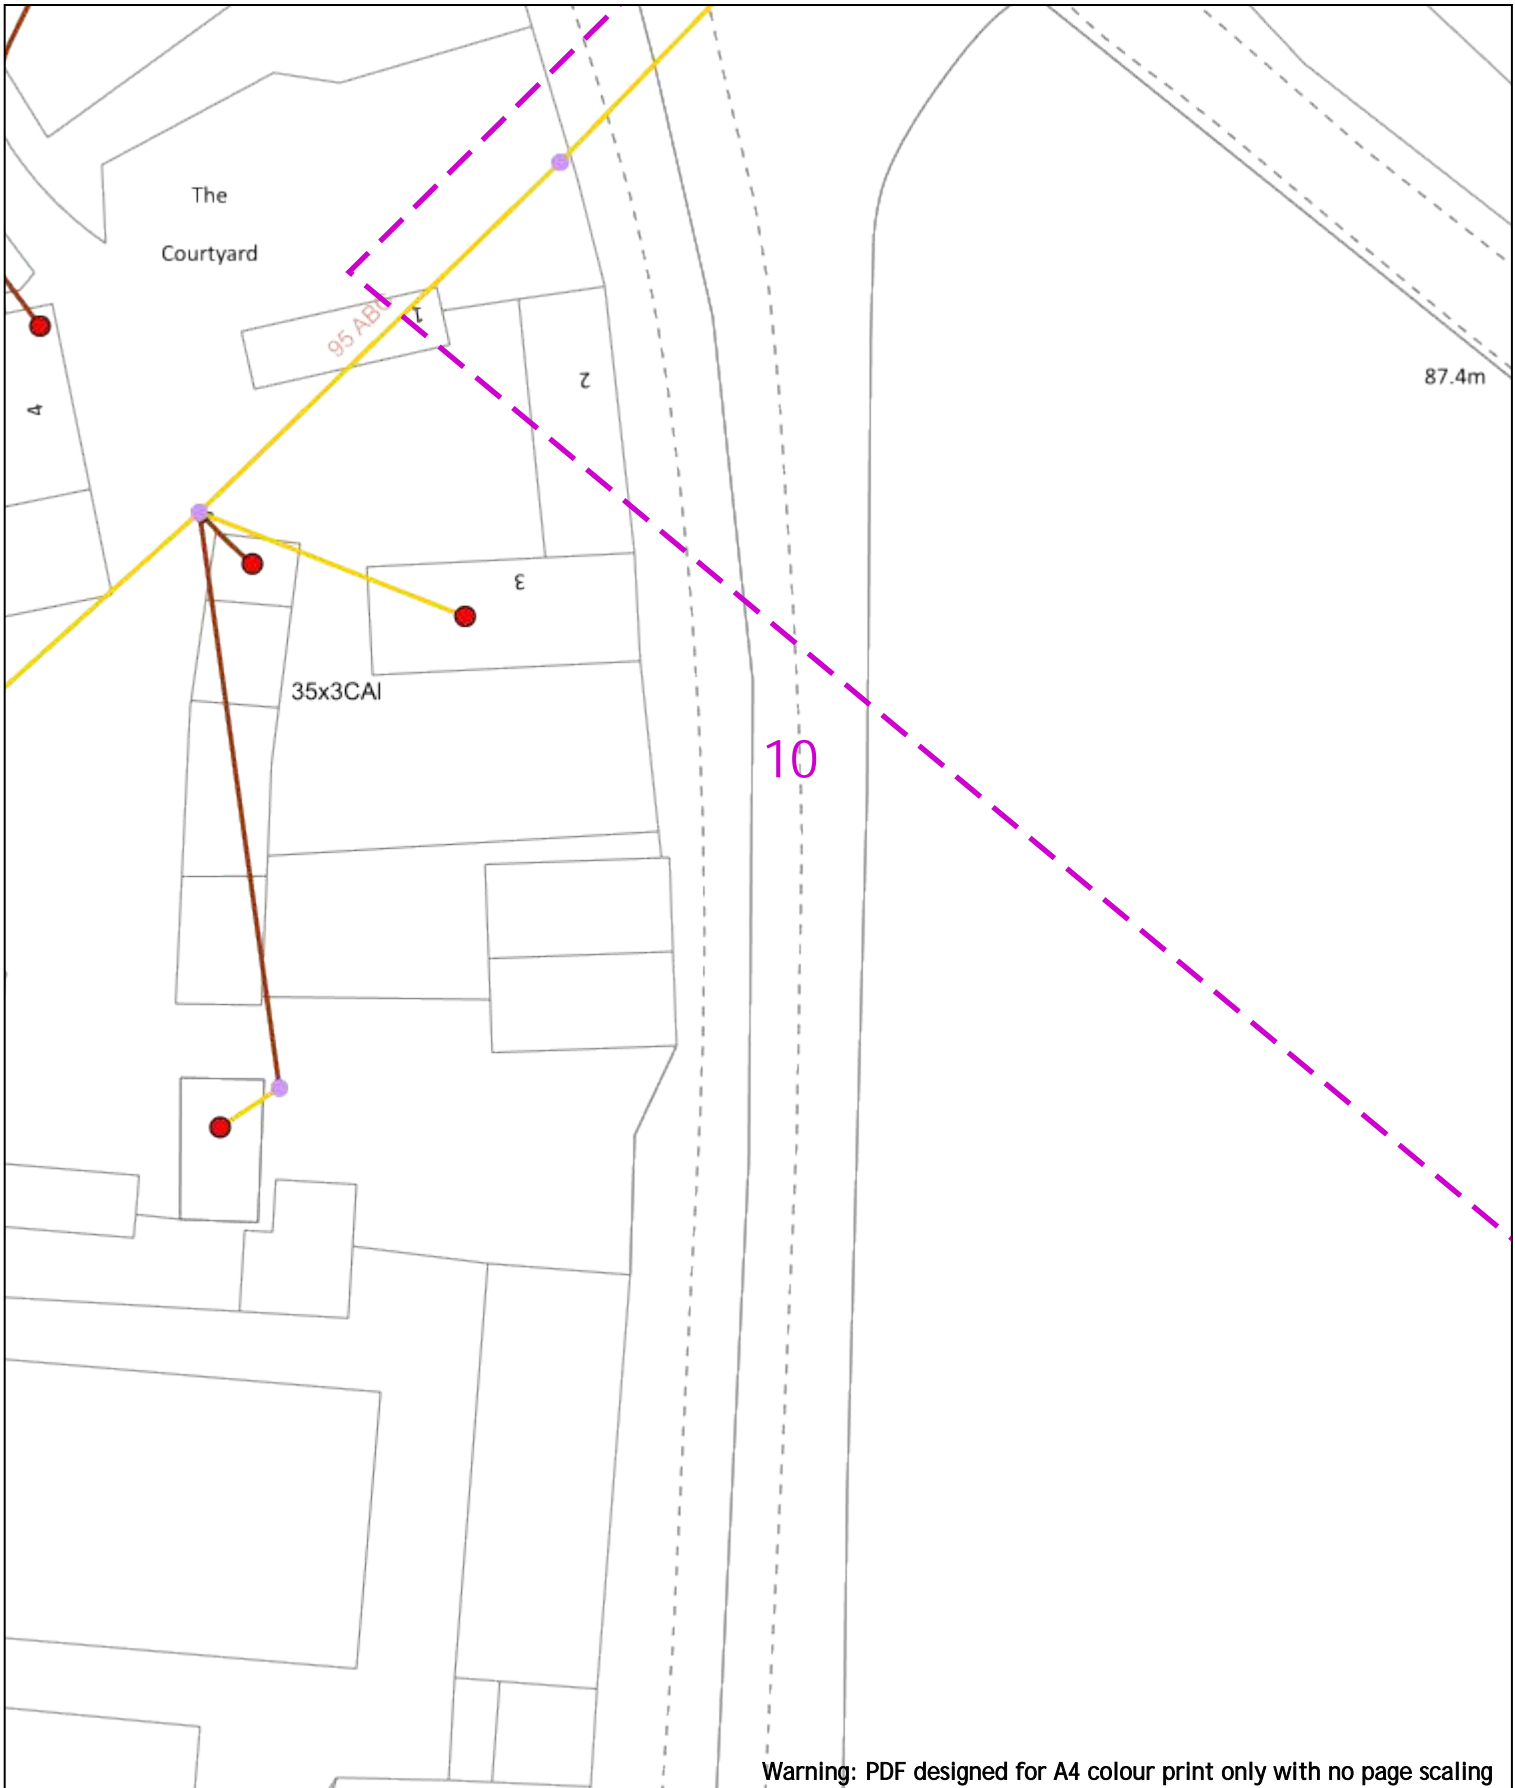 The
Courtyard
95 ABC
1
2
87.4m
4
3
35x3CAl
10
Warning: PDF designed for A4 colour print only with no page scaling